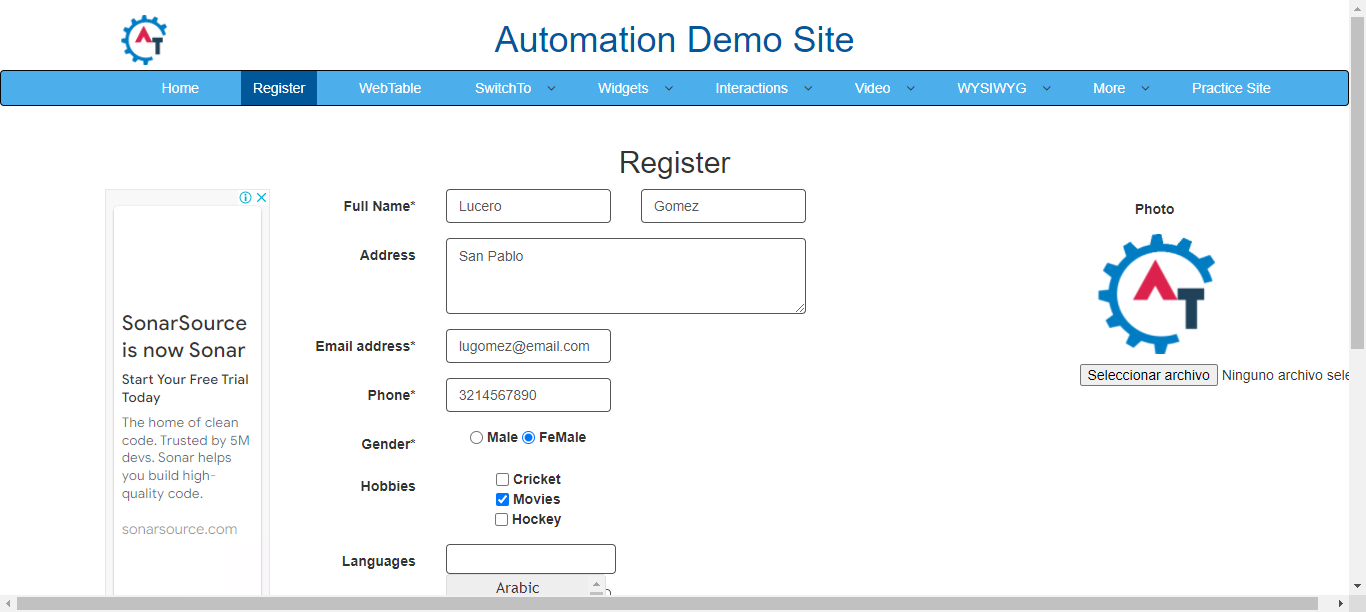 AT
Automation Demo Site
Home Register WebTable SwitchTo Widgets Interactions Video WYSIWYG More Practice Site
Register
SonarSource
is now Sonar
Start Your Free Trial
Today
The home of clean
code. Trusted by 5M
devs. Sonar helps
you build high-
quality code.
sonarsource.com
Full Name* Lucero Gomez
Address San Pablo
Email address* lugomez@email.com
Phone* 3214567890
Gender* Male FeMale
Hobbies Cricket
Movies
Hockey
Languages
Arabic
Photo
AT
Seleccionar archivo Ninguno archivo sele